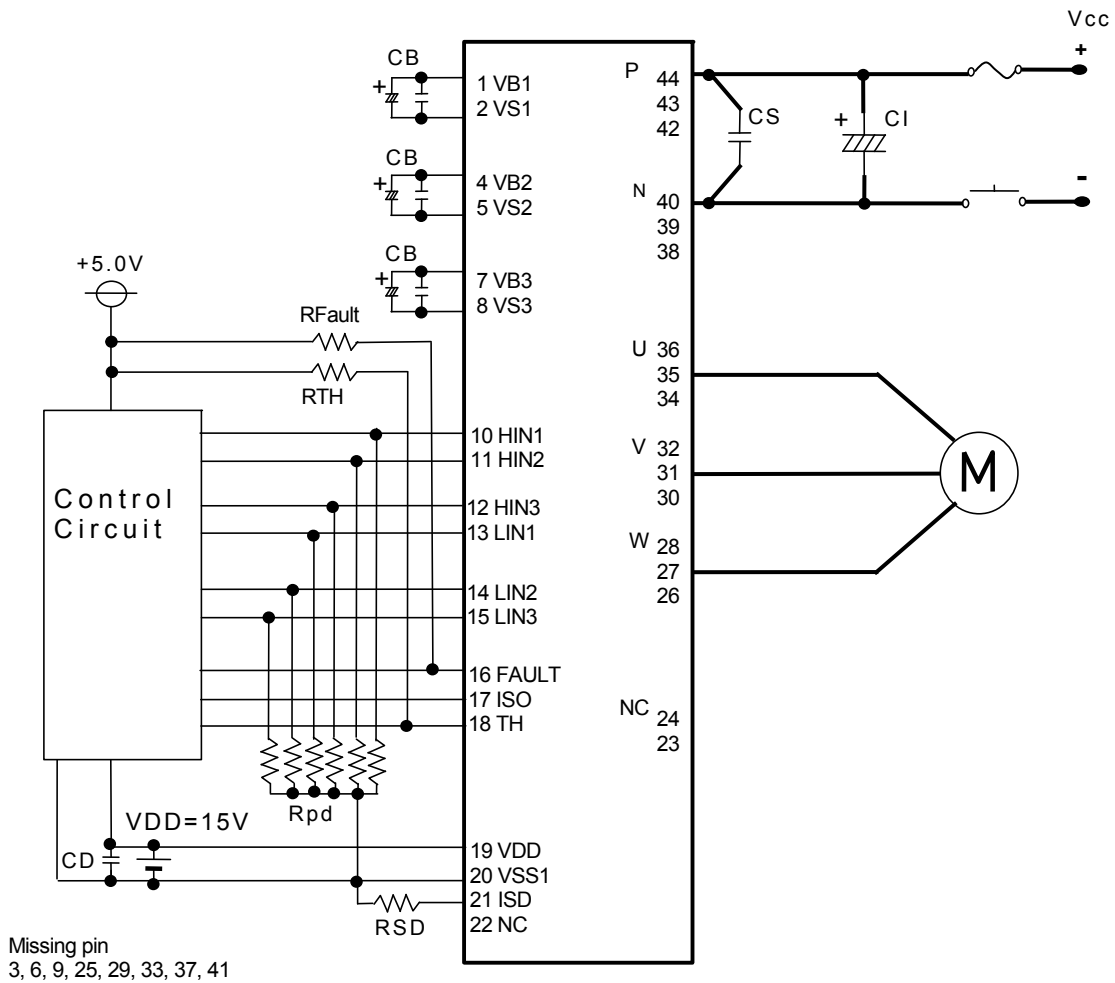 Vcc
+
-
CB
+
1 VB1
2 VS1
CB
+
4 VB2
5 VS2
CB
+
7 VB3
8 VS3
P 44
43
42
CS
+ CI
N 40
39
38
+5.0V
RFault
RTH
Control
Circuit
10 HIN1
11 HIN2
12 HIN3
13 LIN1
14 LIN2
15 LIN3
16 FAULT
17 ISO
18 TH
U 36
35
34
V 32
31
30
W 28
27
26
M
NC 24
23
Rpd
VDD=15V
CD
19 VDD
20 VSS1
21 ISD
22 NC
RSD
Missing pin
3, 6, 9, 25, 29, 33, 37, 41